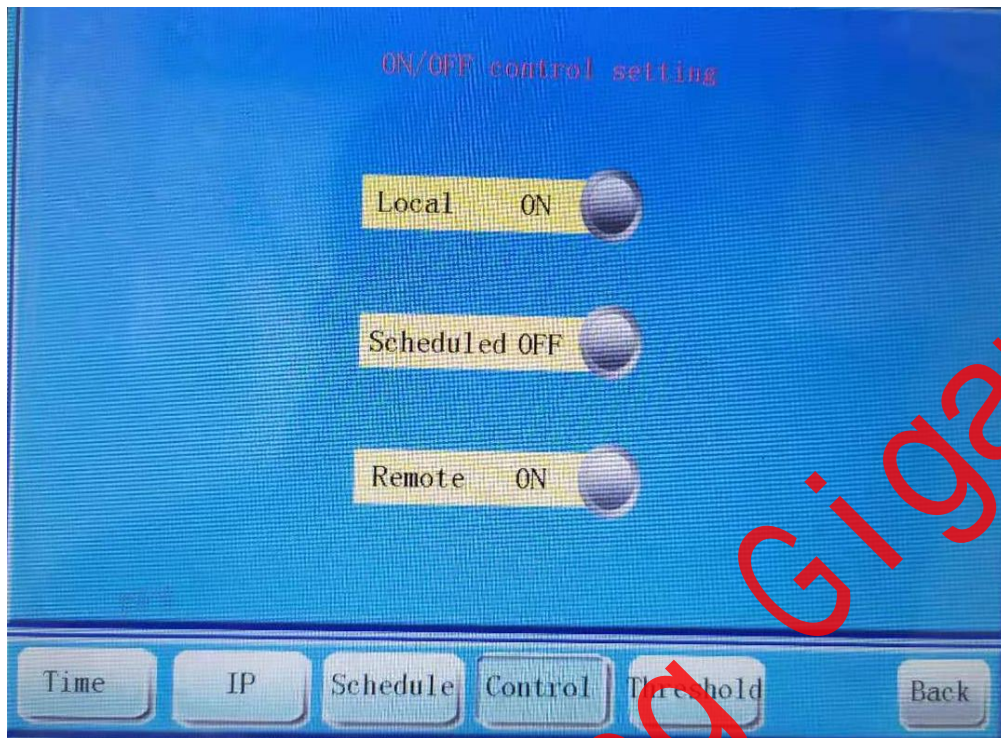 ON/OFF control setting
Local ON
Scheduled OFF
Remote ON
Time IP Schedule Control Threshold Back